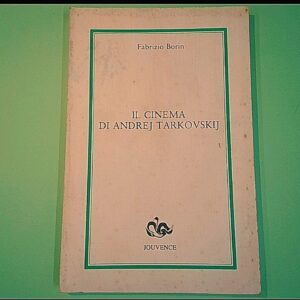 Fabrizio Borin
IL CINEMA
DI ANDREJ TARKOVSKIJ
JOUVENCE